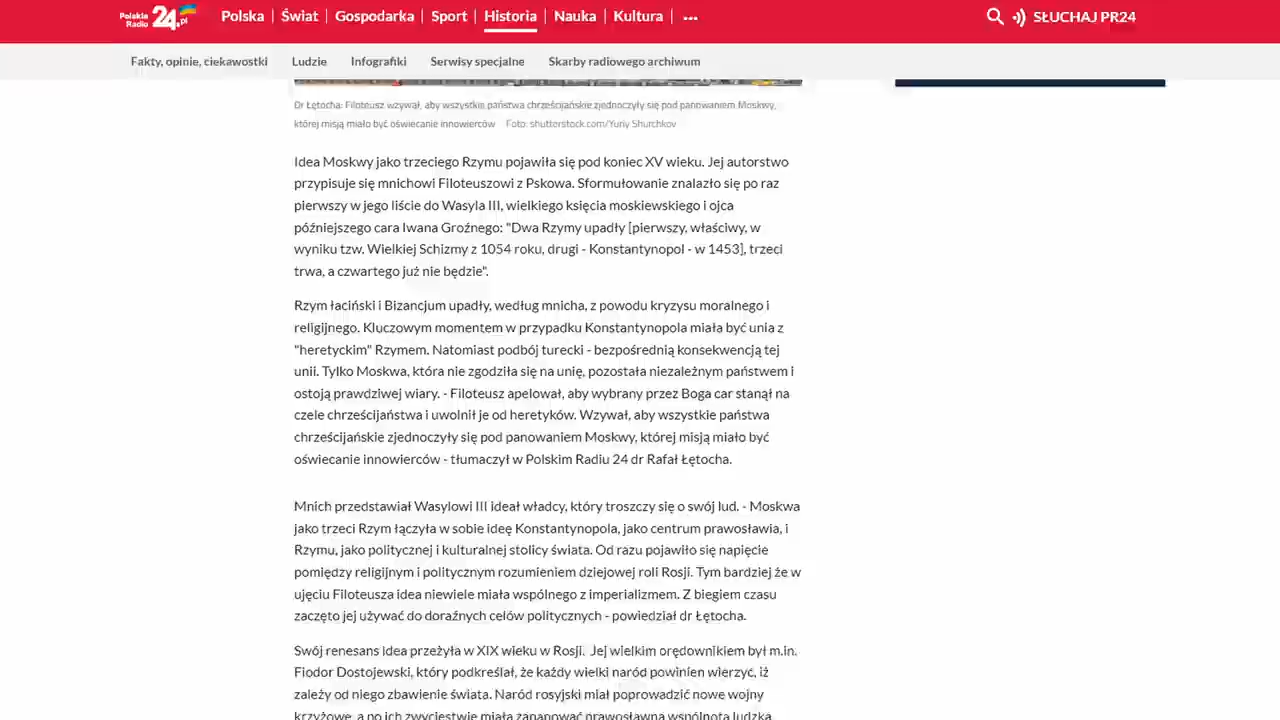 Polskie Radio 24.pl Polska Świat Gospodarka Sport Historia Nauka Kultura ... SŁUCHAJ PR24
Fakty, opinie, ciekawostki Ludzie Infografiki Serwisy specjalne Skarby radiowego archiwum
Dr Łętocha: Filoteusz wzywał, aby wszystkie państwa chrześcijańskie zjednoczyły się pod panowaniem Moskwy,
której misją miało być oświecanie innowierców Foto: shutterstock.com/Yuriy Shurchkov
Idea Moskwy jako trzeciego Rzymu pojawiła się pod koniec XV wieku. Jej autorstwo
przypisuje się mnichowi Filoteuszowi z Pskowa. Sformułowanie znalazło się po raz
pierwszy w jego liście do Wasyla III, wielkiego księcia moskiewskiego i ojca
późniejszego cara Iwana Groźnego: "Dwa Rzymy upadły [pierwszy, właściwy, w
wyniku tzw. Wielkiej Schizmy z 1054 roku, drugi - Konstantynopol - w 1453], trzeci
trwa, a czwartego już nie będzie".
Rzym łaciński i Bizancjum upadły, według mnicha, z powodu kryzysu moralnego i
religijnego. Kluczowym momentem w przypadku Konstantynopola miała być unia z
"heretyckim" Rzymem. Natomiast podbój turecki - bezpośrednią konsekwencją tej
unii. Tylko Moskwa, która nie zgodziła się na unię, pozostała niezależnym państwem i
ostoją prawdziwej wiary. - Filoteusz apelował, aby wybrany przez Boga car stanął na
czele chrześcijaństwa i uwolnił je od heretyków. Wzywał, aby wszystkie państwa
chrześcijańskie zjednoczyły się pod panowaniem Moskwy, której misją miało być
oświecanie innowierców - tłumaczył w Polskim Radiu 24 dr Rafał Łętocha.
Mnich przedstawiał Wasylowi III ideał władcy, który troszczy się o swój lud. - Moskwa
jako trzeci Rzym łączyła w sobie ideę Konstantynopola, jako centrum prawosławia, i
Rzymu, jako politycznej i kulturalnej stolicy świata. Od razu pojawiło się napięcie
pomiędzy religijnym i politycznym rozumieniem dziejowej roli Rosji. Tym bardziej że w
ujęciu Filoteusza idea niewiele miała wspólnego z imperializmem. Z biegiem czasu
zaczęto jej używać do doraźnych celów politycznych - powiedział dr Łętocha.
Swój renesans idea przeżyła w XIX wieku w Rosji. Jej wielkim orędownikiem był m.in.
Fiodor Dostojewski, który podkreślał, że każdy wielki naród powinien wierzyć, iż
zależy od niego zbawienie świata. Naród rosyjski miał poprowadzić nowe wojny
krzyżowe, a po ich zwycięstwie miała zapanować prawosławna wspólnota ludzka.